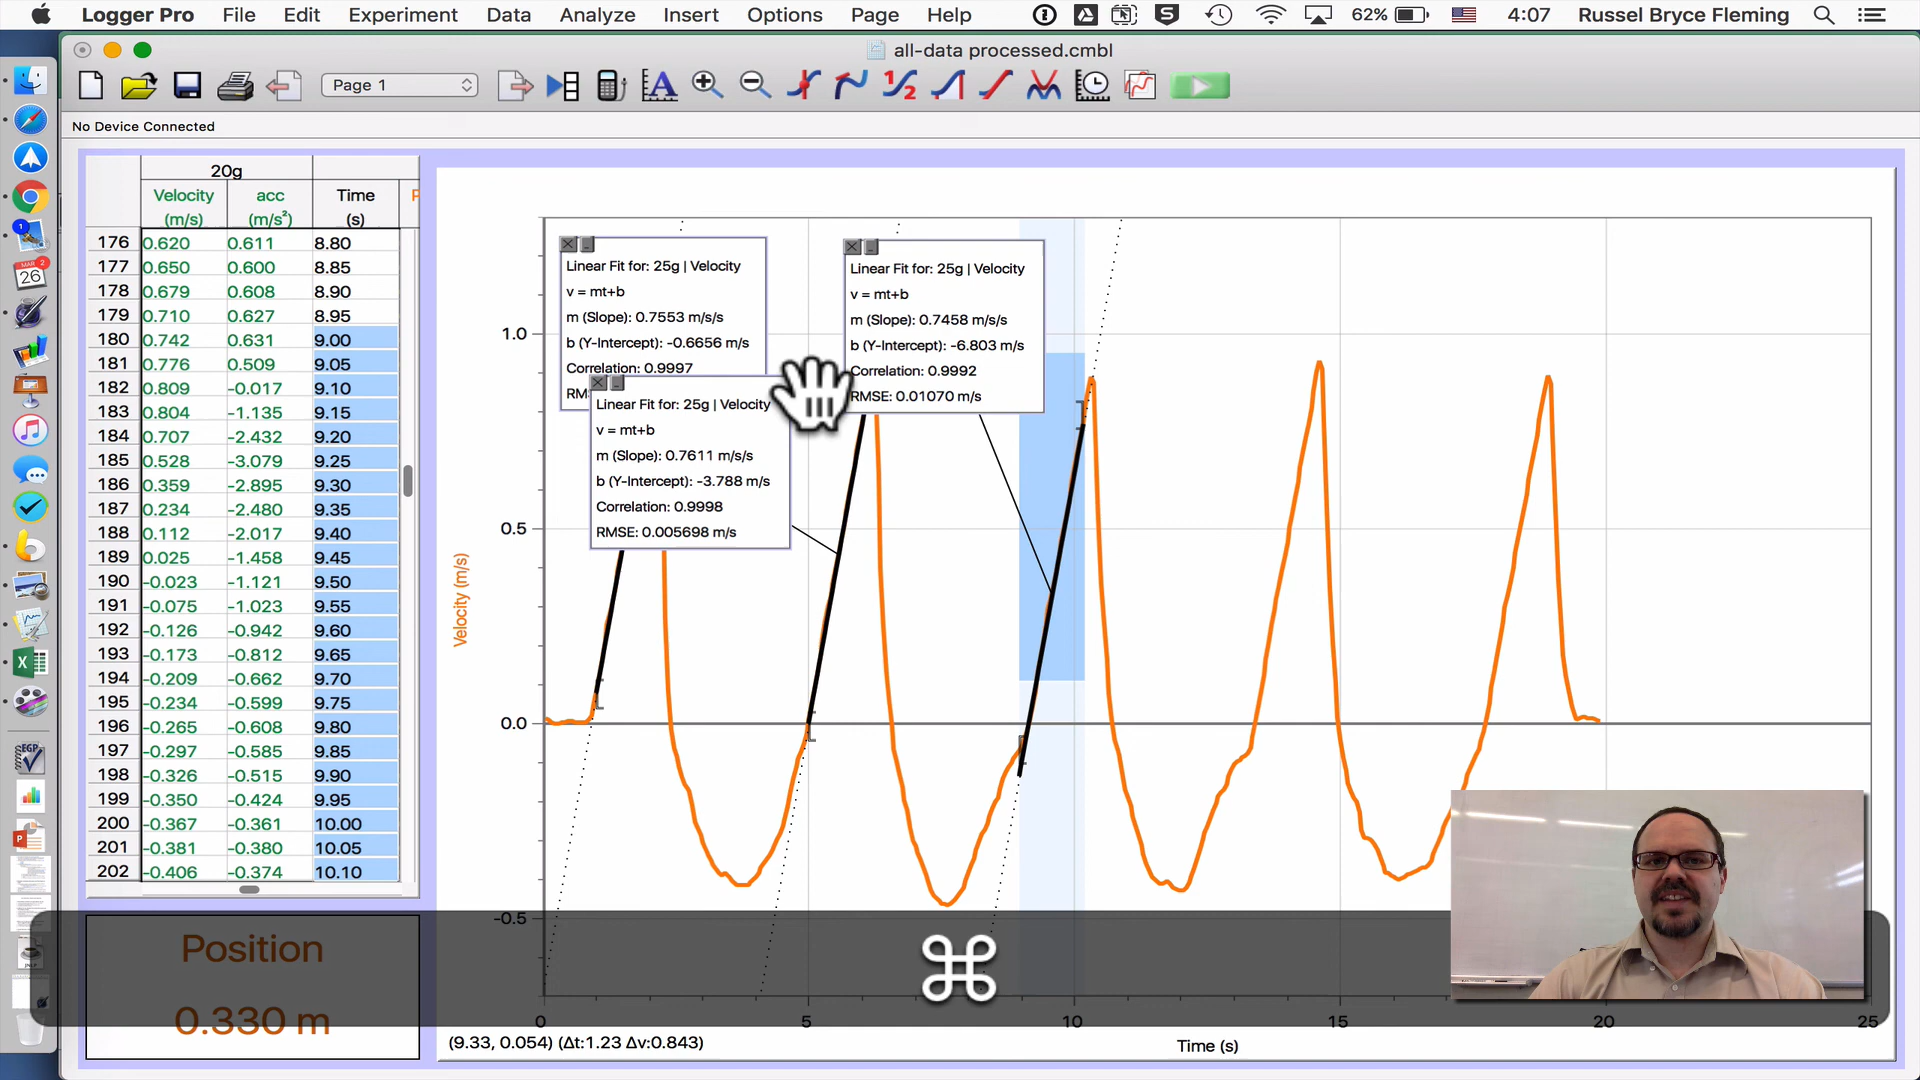 Logger Pro File Edit Experiment Data Analyze Insert Options Page Help 62% 4:07 Russel Bryce Fleming
all-data processed.cmbl
Page 1
No Device Connected
20g
Velocity acc Time P
(m/s) (m/s²) (s)
176 0.620 0.611 8.80
177 0.650 0.600 8.85
178 0.679 0.608 8.90
179 0.710 0.627 8.95
180 0.742 0.631 9.00
181 0.776 0.509 9.05
182 0.809 -0.017 9.10
183 0.804 -1.135 9.15
184 0.707 -2.432 9.20
185 0.528 -3.079 9.25
186 0.359 -2.895 9.30
187 0.234 -2.480 9.35
188 0.112 -2.017 9.40
189 0.025 -1.458 9.45
190 -0.023 -1.121 9.50
191 -0.075 -1.023 9.55
192 -0.126 -0.942 9.60
193 -0.173 -0.812 9.65
194 -0.209 -0.662 9.70
195 -0.234 -0.599 9.75
196 -0.265 -0.608 9.80
197 -0.297 -0.585 9.85
198 -0.326 -0.515 9.90
199 -0.350 -0.424 9.95
200 -0.367 -0.361 10.00
201 -0.381 -0.380 10.05
202 -0.406 -0.374 10.10
Position
0.330 m
Linear Fit for: 25g | Velocity
v = mt+b
m (Slope): 0.7553 m/s/s
b (Y-Intercept): -0.6656 m/s
Correlation: 0.9997
RM
Linear Fit for: 25g | Velocity
v = mt+b
m (Slope): 0.7611 m/s/s
b (Y-Intercept): -3.788 m/s
Correlation: 0.9998
RMSE: 0.005698 m/s
Linear Fit for: 25g | Velocity
v = mt+b
m (Slope): 0.7458 m/s/s
b (Y-Intercept): -6.803 m/s
Correlation: 0.9992
RMSE: 0.01070 m/s
1.0
0.5
0.0
-0.5
Velocity (m/s)
0 5 10 15 20 25
(9.33, 0.054) (Δt:1.23 Δv:0.843)
Time (s)